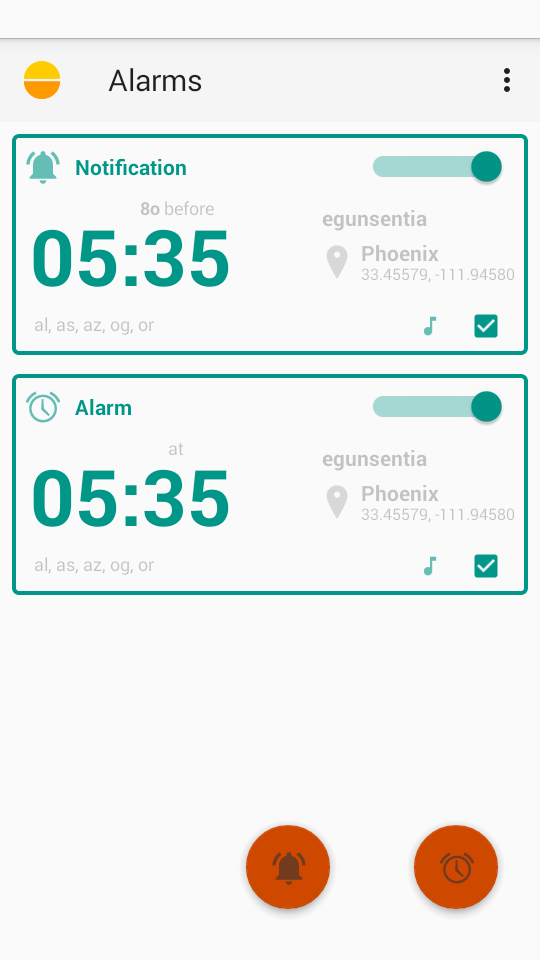 Alarms
Notification
8o before
05:35
egunsentia
Phoenix
33.45579, -111.94580
al, as, az, og, or
Alarm
at
05:35
egunsentia
Phoenix
33.45579, -111.94580
al, as, az, og, or